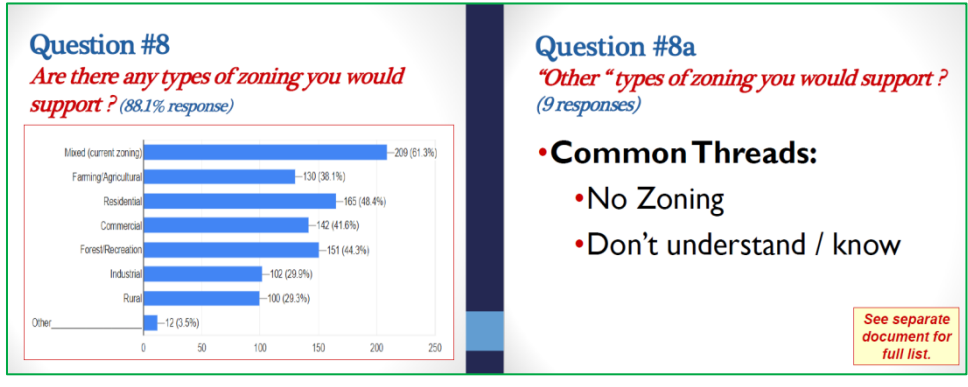 Question #8
Are there any types of zoning you would
support ? (88.1% response)
Mixed (current zoning) 209 (61.3%)
Farming/Agricultural 130 (38.1%)
Residential 165 (48.4%)
Commercial 142 (41.6%)
Forest/Recreation 151 (44.3%)
Industrial 102 (29.9%)
Rural 100 (29.3%)
Other____________________ 12 (3.5%)
0 50 100 150 200 250
Question #8a
“Other “ types of zoning you would support ?
(9 responses)
•Common Threads:
•No Zoning
•Don’t understand / know
See separate
document for
full list.